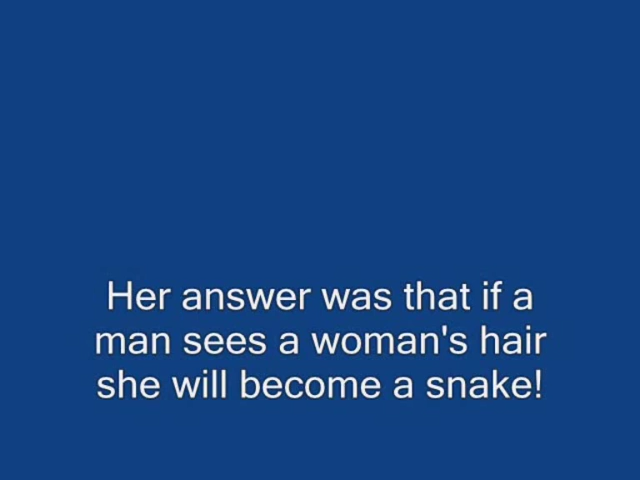 Her answer was that if a
man sees a woman's hair
she will become a snake!